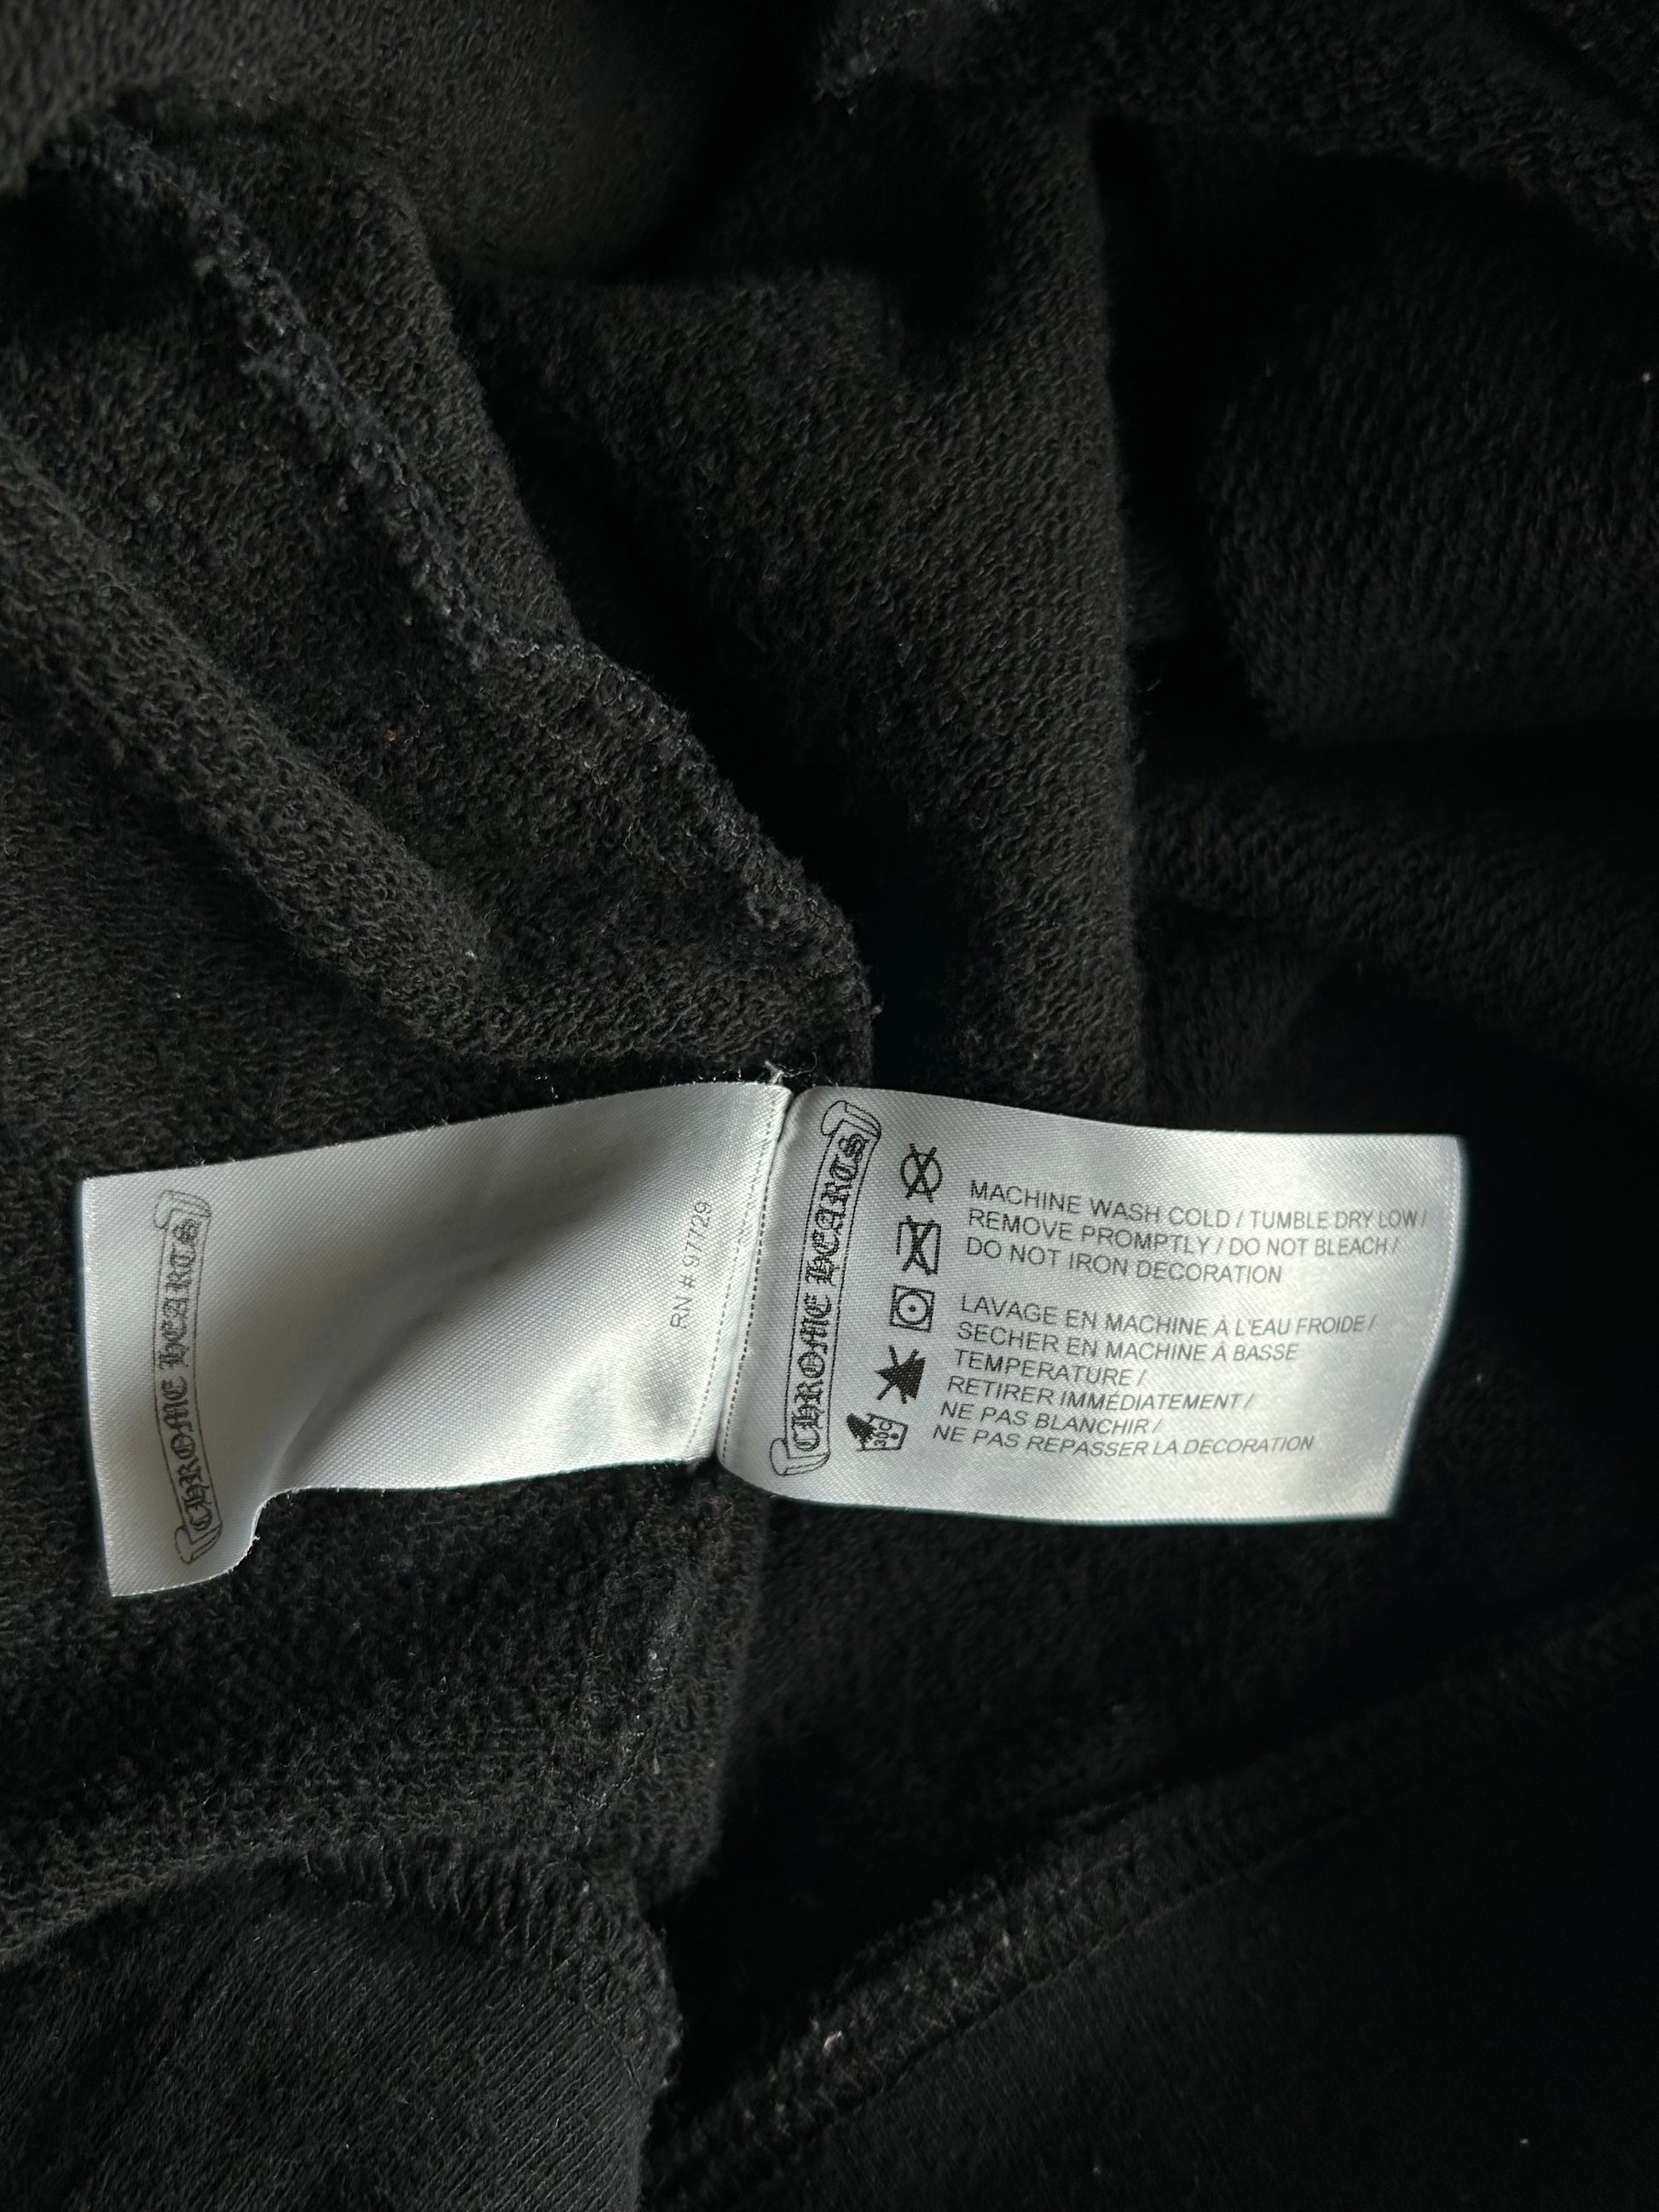 CHROME HEARTS
RN # 97729
CHROME HEARTS
30C
MACHINE WASH COLD / TUMBLE DRY LOW /
REMOVE PROMPTLY / DO NOT BLEACH /
DO NOT IRON DECORATION
LAVAGE EN MACHINE À L'EAU FROIDE /
SECHER EN MACHINE À BASSE
TEMPERATURE /
RETIRER IMMÉDIATEMENT /
NE PAS BLANCHIR /
NE PAS REPASSER LA DECORATION